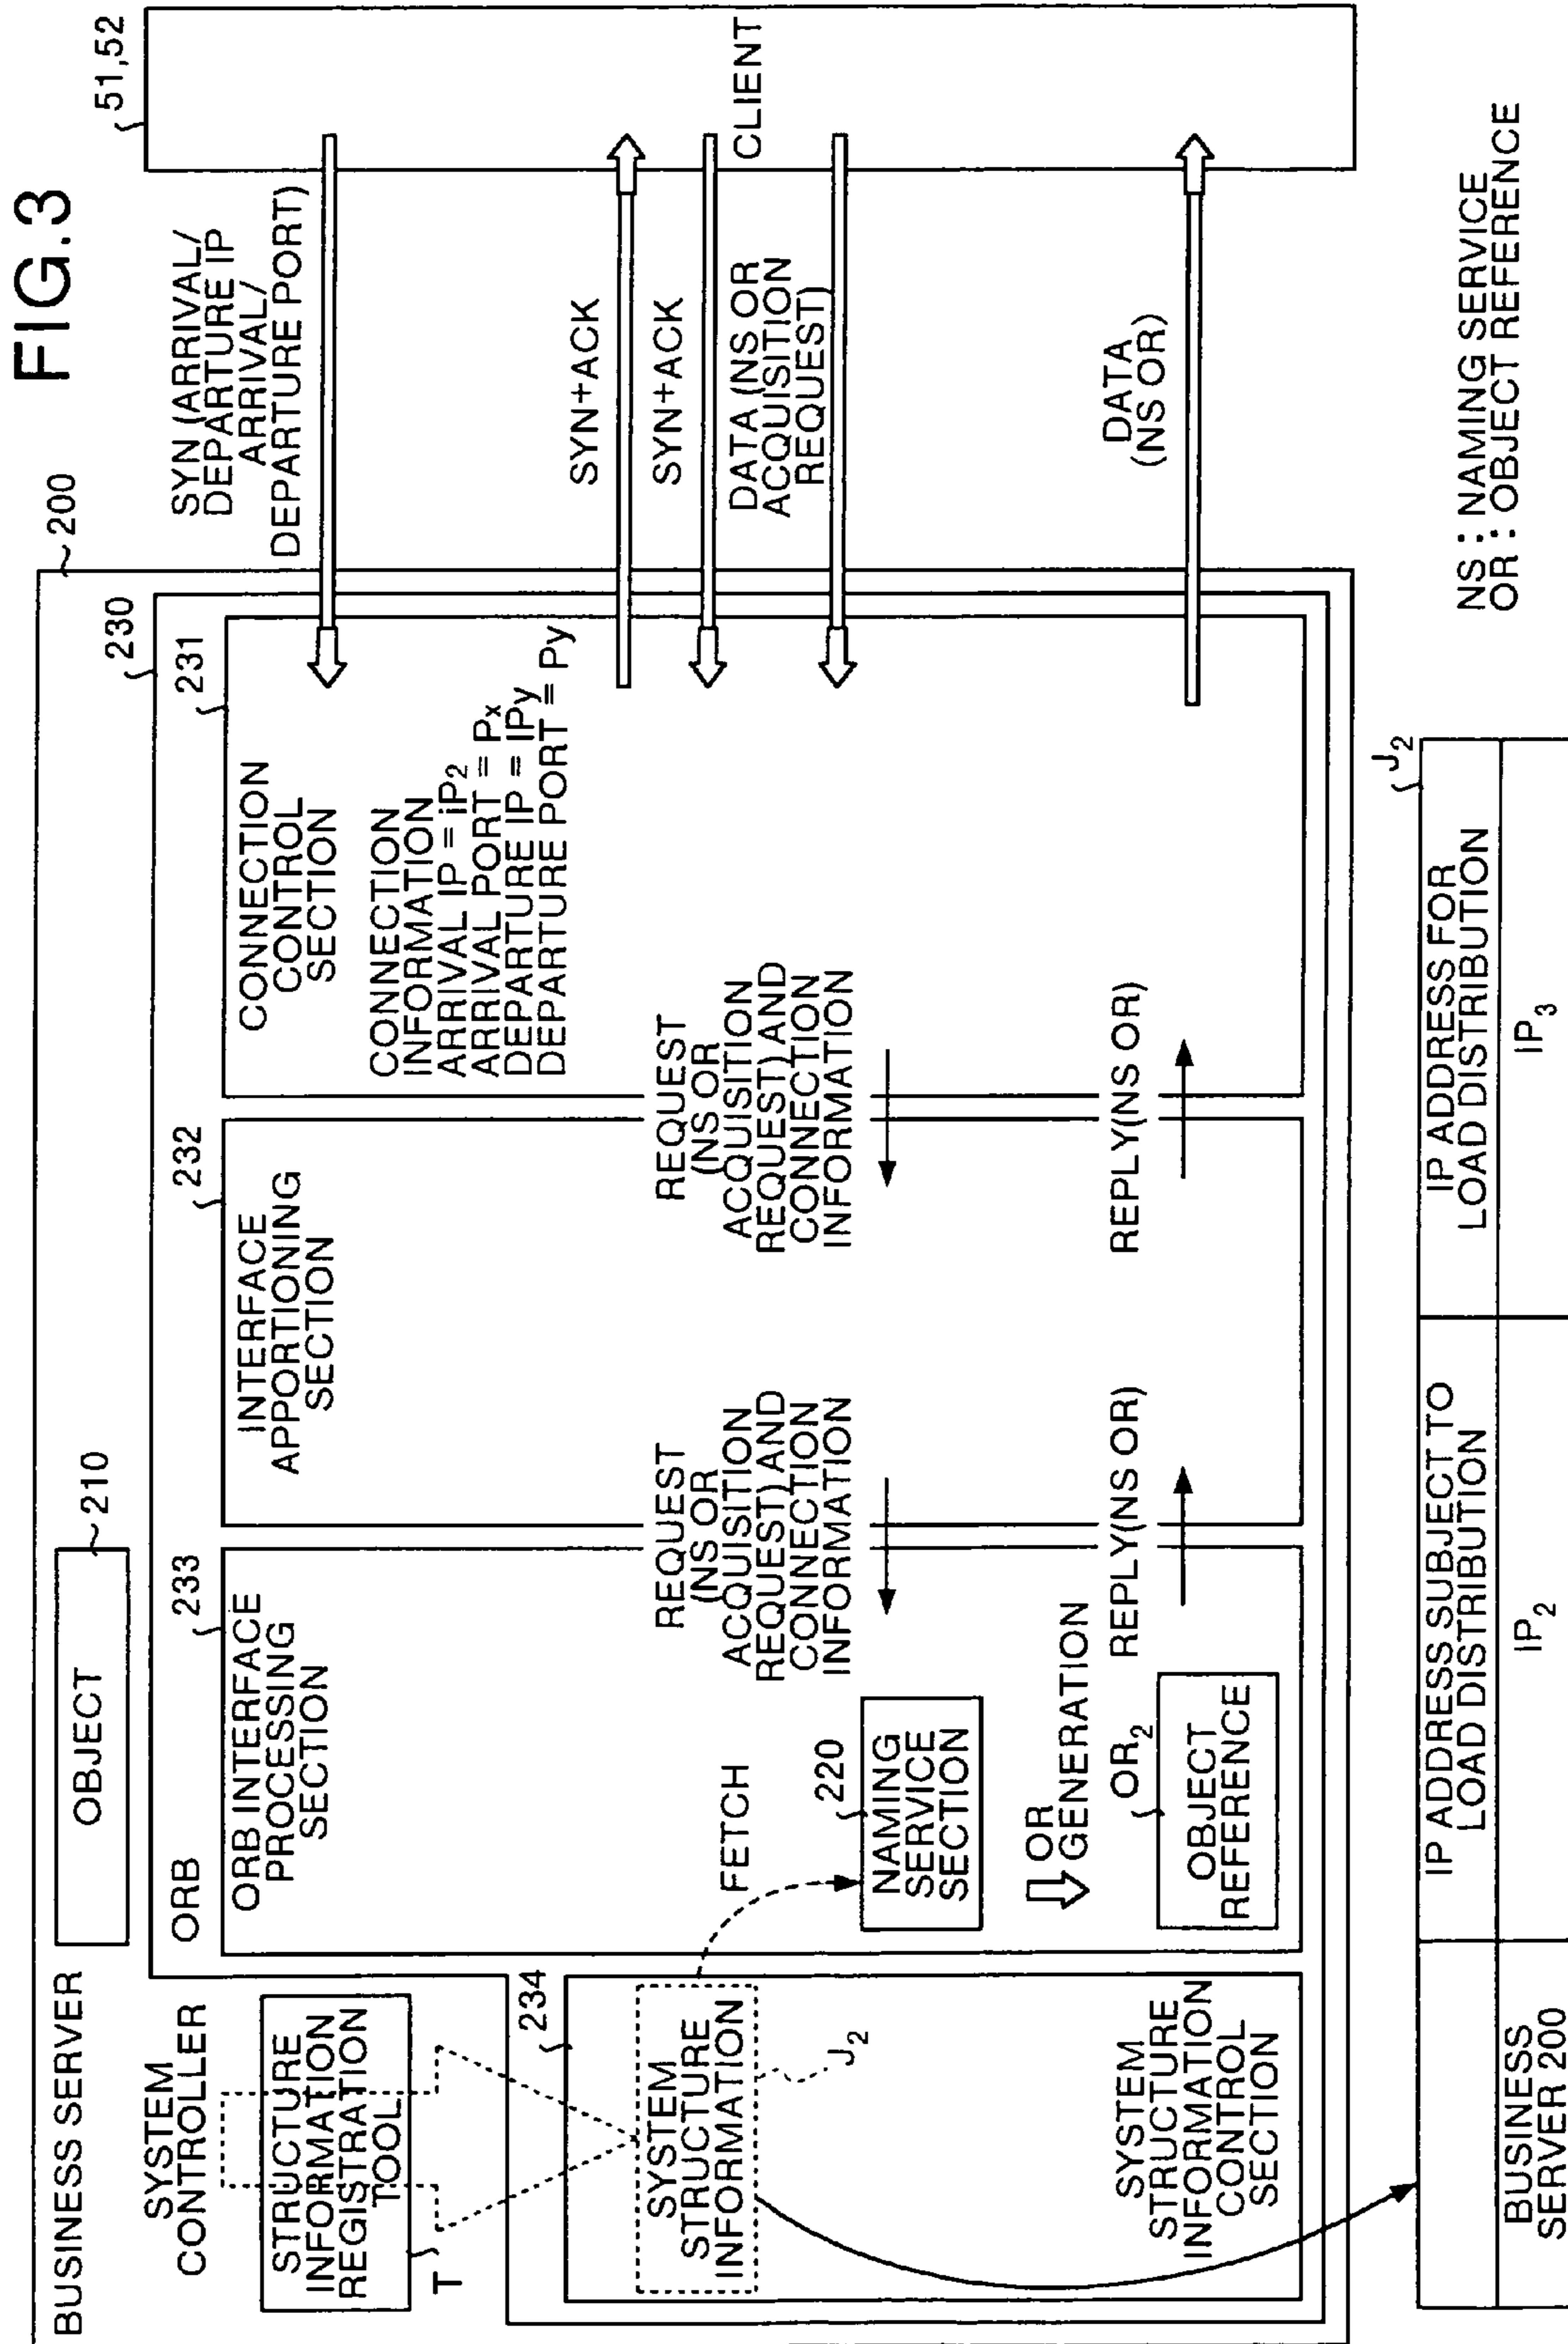 FIG.3
BUSINESS SERVER
200
51,52
OBJECT
210
230
SYSTEM
CONTROLLER
STRUCTURE
INFORMATION
REGISTRATION
TOOL
T
ORB
233
ORB INTERFACE
PROCESSING
SECTION
232
INTERFACE
APPORTIONING
SECTION
231
CONNECTION
CONTROL
SECTION
CONNECTION
INFORMATION
ARRIVAL IP = iP2
ARRIVAL PORT = Px
DEPARTURE IP = IPy
DEPARTURE PORT = Py
SYN (ARRIVAL/
DEPARTURE IP
ARRIVAL/
DEPARTURE PORT)
SYN+ACK
SYN+ACK
DATA (NS OR
ACQUISITION
REQUEST)
DATA
(NS OR)
CLIENT
234
SYSTEM
STRUCTURE
INFORMATION
J2
SYSTEM
STRUCTURE
INFORMATION
CONTROL
SECTION
FETCH
220
NAMING
SERVICE
SECTION
OR
GENERATION
OR2
OBJECT
REFERENCE
REQUEST
(NS OR
ACQUISITION
REQUEST) AND
CONNECTION
INFORMATION
REPLY(NS OR)
REQUEST
(NS OR
ACQUISITION
REQUEST) AND
CONNECTION
INFORMATION
REPLY(NS OR)
J2
IP ADDRESS SUBJECT TO
LOAD DISTRIBUTION
IP ADDRESS FOR
LOAD DISTRIBUTION
BUSINESS
SERVER 200
IP2
IP3
NS : NAMING SERVICE
OR : OBJECT REFERENCE